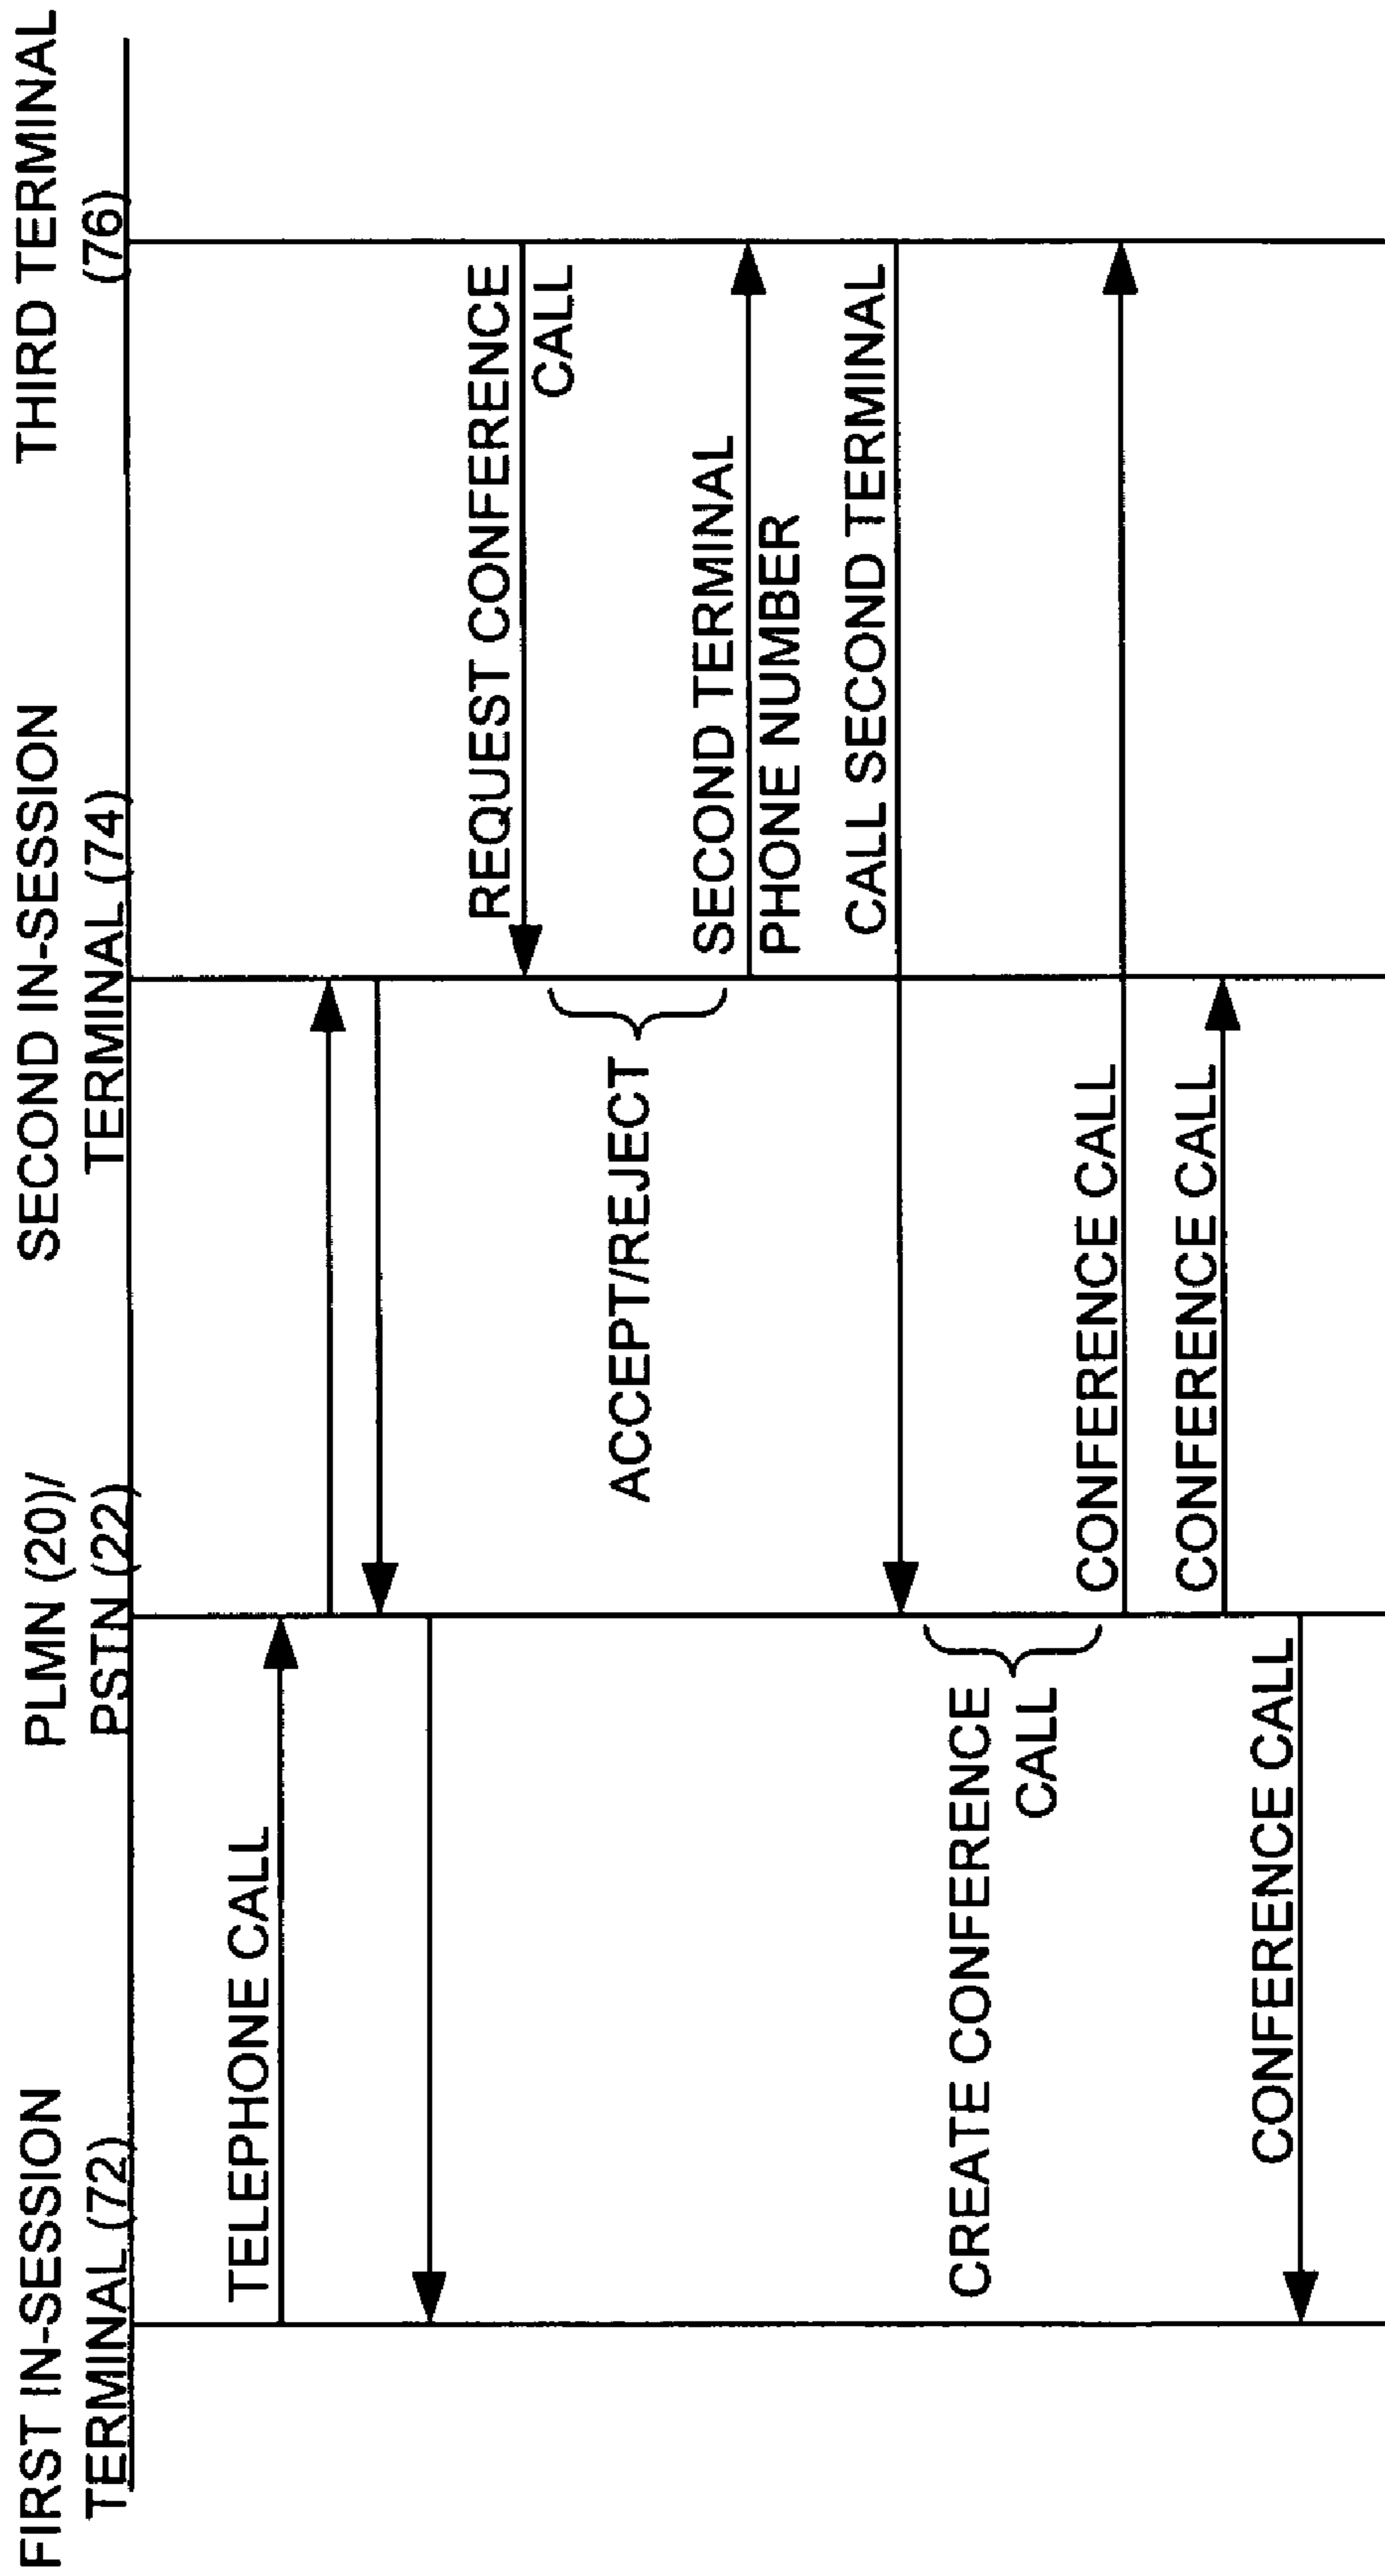 FIRST IN-SESSION
TERMINAL (72)
PLMN (20)/
PSTN (22)
SECOND IN-SESSION
TERMINAL (74)
THIRD TERMINAL
(76)
TELEPHONE CALL
REQUEST CONFERENCE
CALL
ACCEPT/REJECT
SECOND TERMINAL
PHONE NUMBER
CALL SECOND TERMINAL
CREATE CONFERENCE
CALL
CONFERENCE CALL
CONFERENCE CALL
CONFERENCE CALL